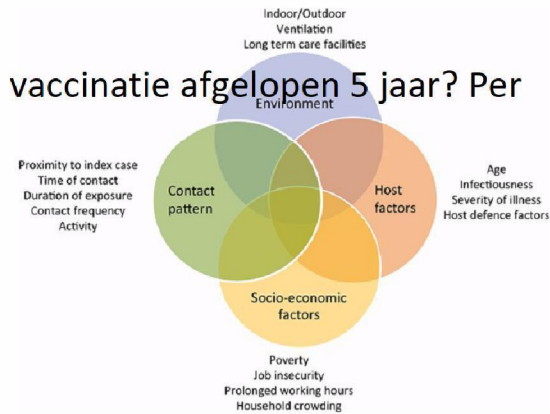 Indoor/Outdoor
Ventilation
Long term care facilities
vaccinatie afgelopen 5 jaar? Per
Environment
Proximity to index case
Time of contact
Duration of exposure
Contact frequency
Activity
Contact
pattern
Host
factors
Age
Infectiousness
Severity of illness
Host defence factors
Socio-economic
factors
Poverty
Job insecurity
Prolonged working hours
Household crowding